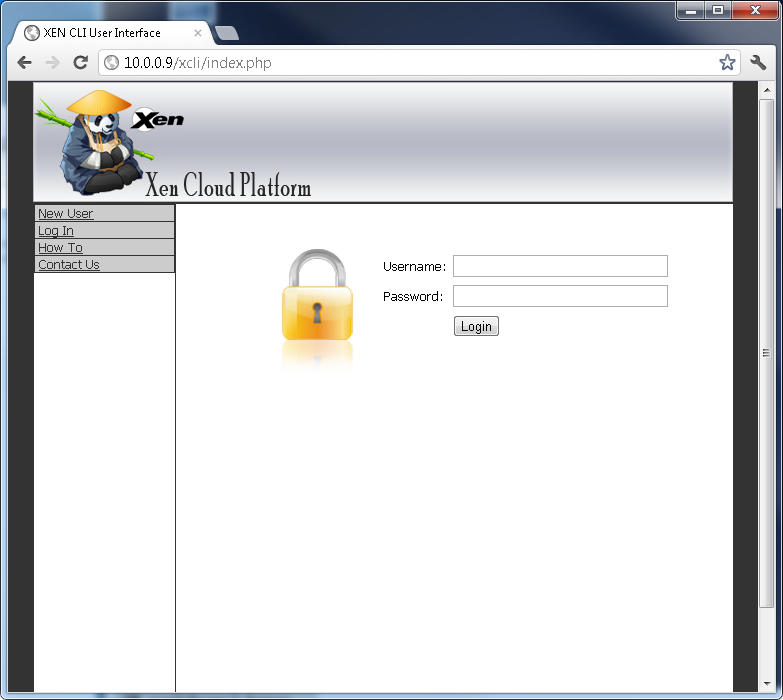 XEN CLI User Interface
10.0.0.9/xcli/index.php
Xen
Xen Cloud Platform
New User
Log In
How To
Contact Us
Username:
Password:
Login